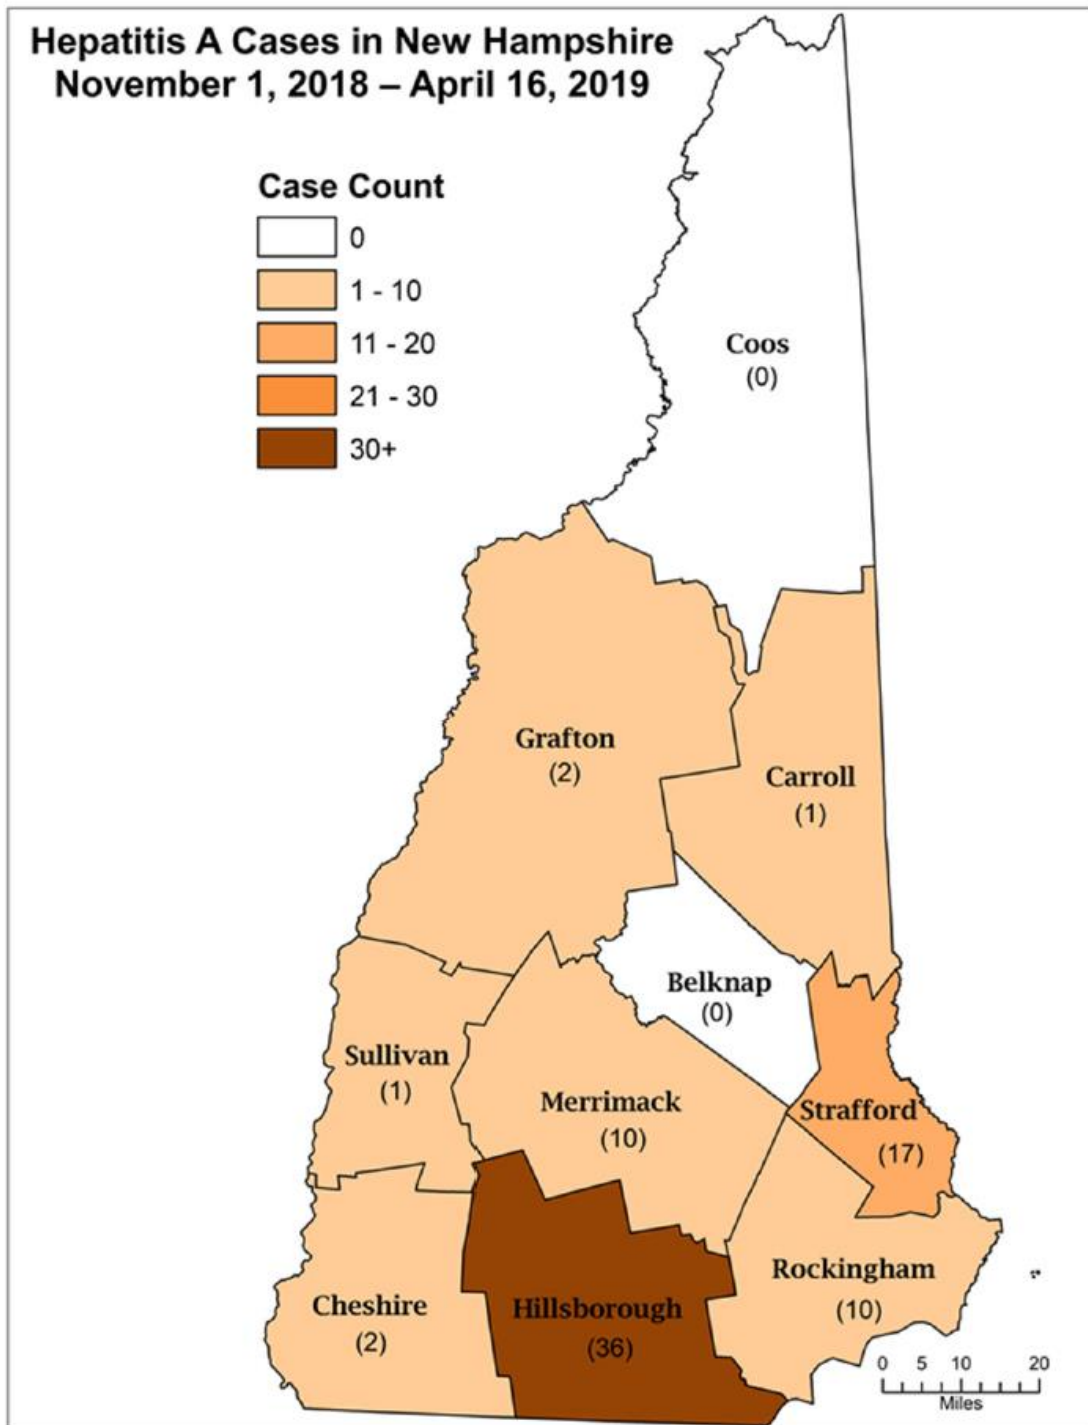 Hepatitis A Cases in New Hampshire
November 1, 2018 – April 16, 2019
Case Count
0
1 - 10
11 - 20
21 - 30
30+
Coos
(0)
Grafton
(2)
Carroll
(1)
Belknap
(0)
Sullivan
(1)
Merrimack
(10)
Strafford
(17)
Rockingham
(10)
Cheshire
(2)
Hillsborough
(36)
0 5 10 20
Miles